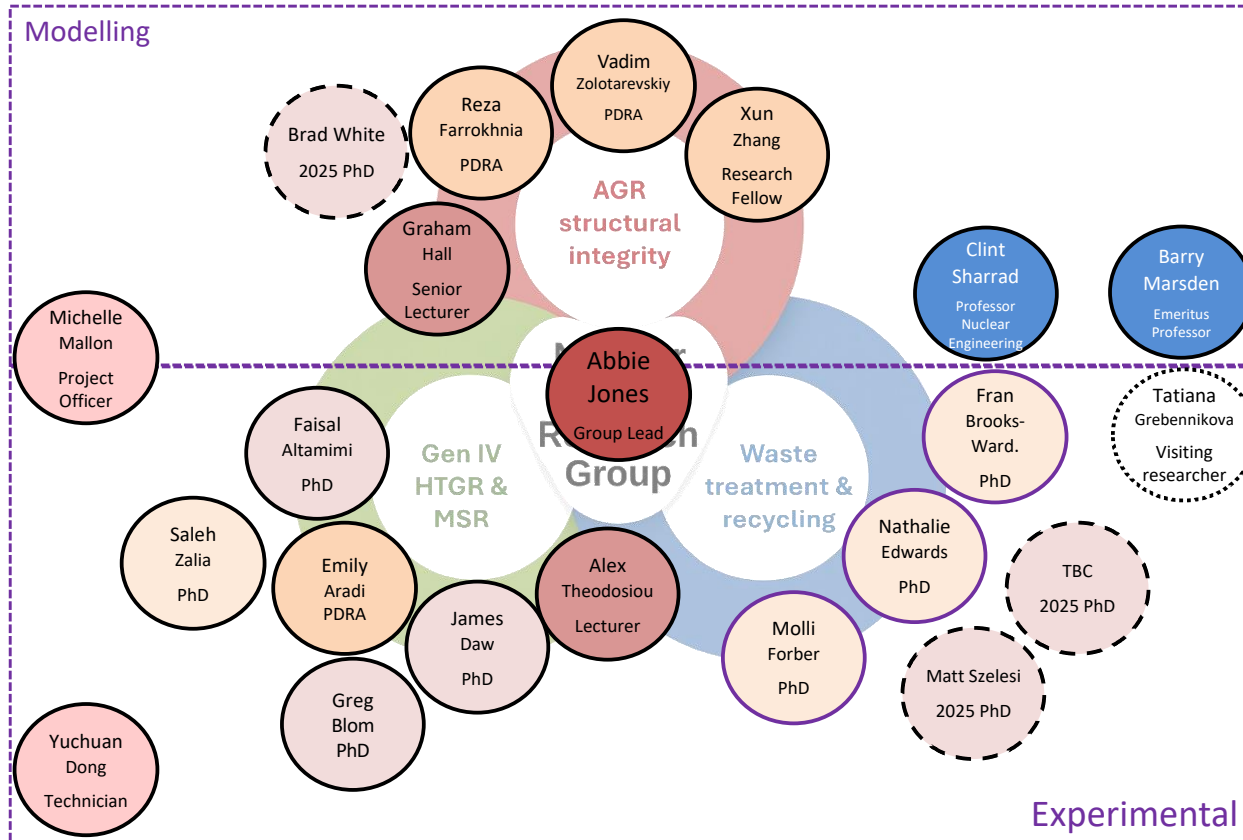 Modelling
Brad White
2025 PhD
Reza
Farrokhnia
PDRA
Vadim
Zolotarevskiy
PDRA
Xun
Zhang
Research
Fellow
Graham
Hall
Senior
Lecturer
AGR
structural
integrity
Clint
Sharrad
Professor
Nuclear
Engineering
Barry
Marsden
Emeritus
Professor
Michelle
Mallon
Project
Officer
Abbie
Jones
Group Lead
Group
Faisal
Altamimi
PhD
Gen IV
HTGR &
MSR
Waste
treatment &
recycling
Fran
Brooks-
Ward.
PhD
Tatiana
Grebennikova
Visiting
researcher
Saleh
Zalia
PhD
Emily
Aradi
PDRA
James
Daw
PhD
Alex
Theodosiou
Lecturer
Nathalie
Edwards
PhD
TBC
2025 PhD
Molli
Forber
PhD
Matt Szelesi
2025 PhD
Greg
Blom
PhD
Yuchuan
Dong
Technician
Experimental